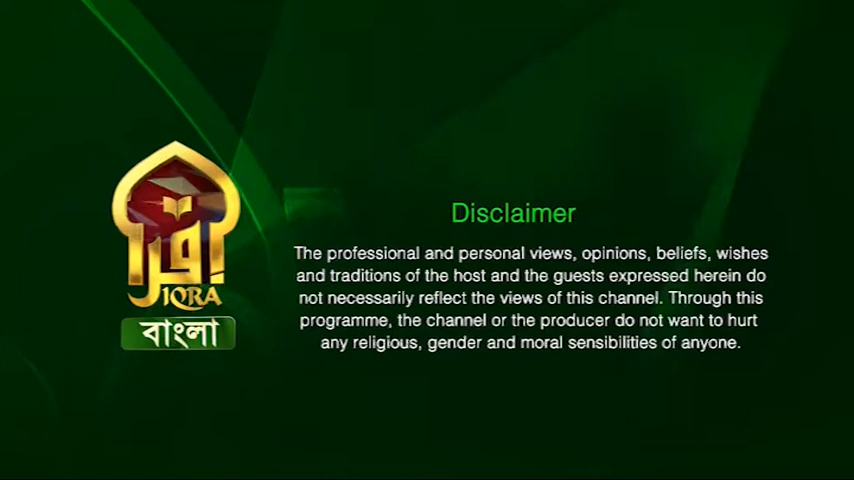 اقرأ
IQRA
বাংলা
Disclaimer
The professional and personal views, opinions, beliefs, wishes
and traditions of the host and the guests expressed herein do
not necessarily reflect the views of this channel. Through this
programme, the channel or the producer do not want to hurt
any religious, gender and moral sensibilities of anyone.